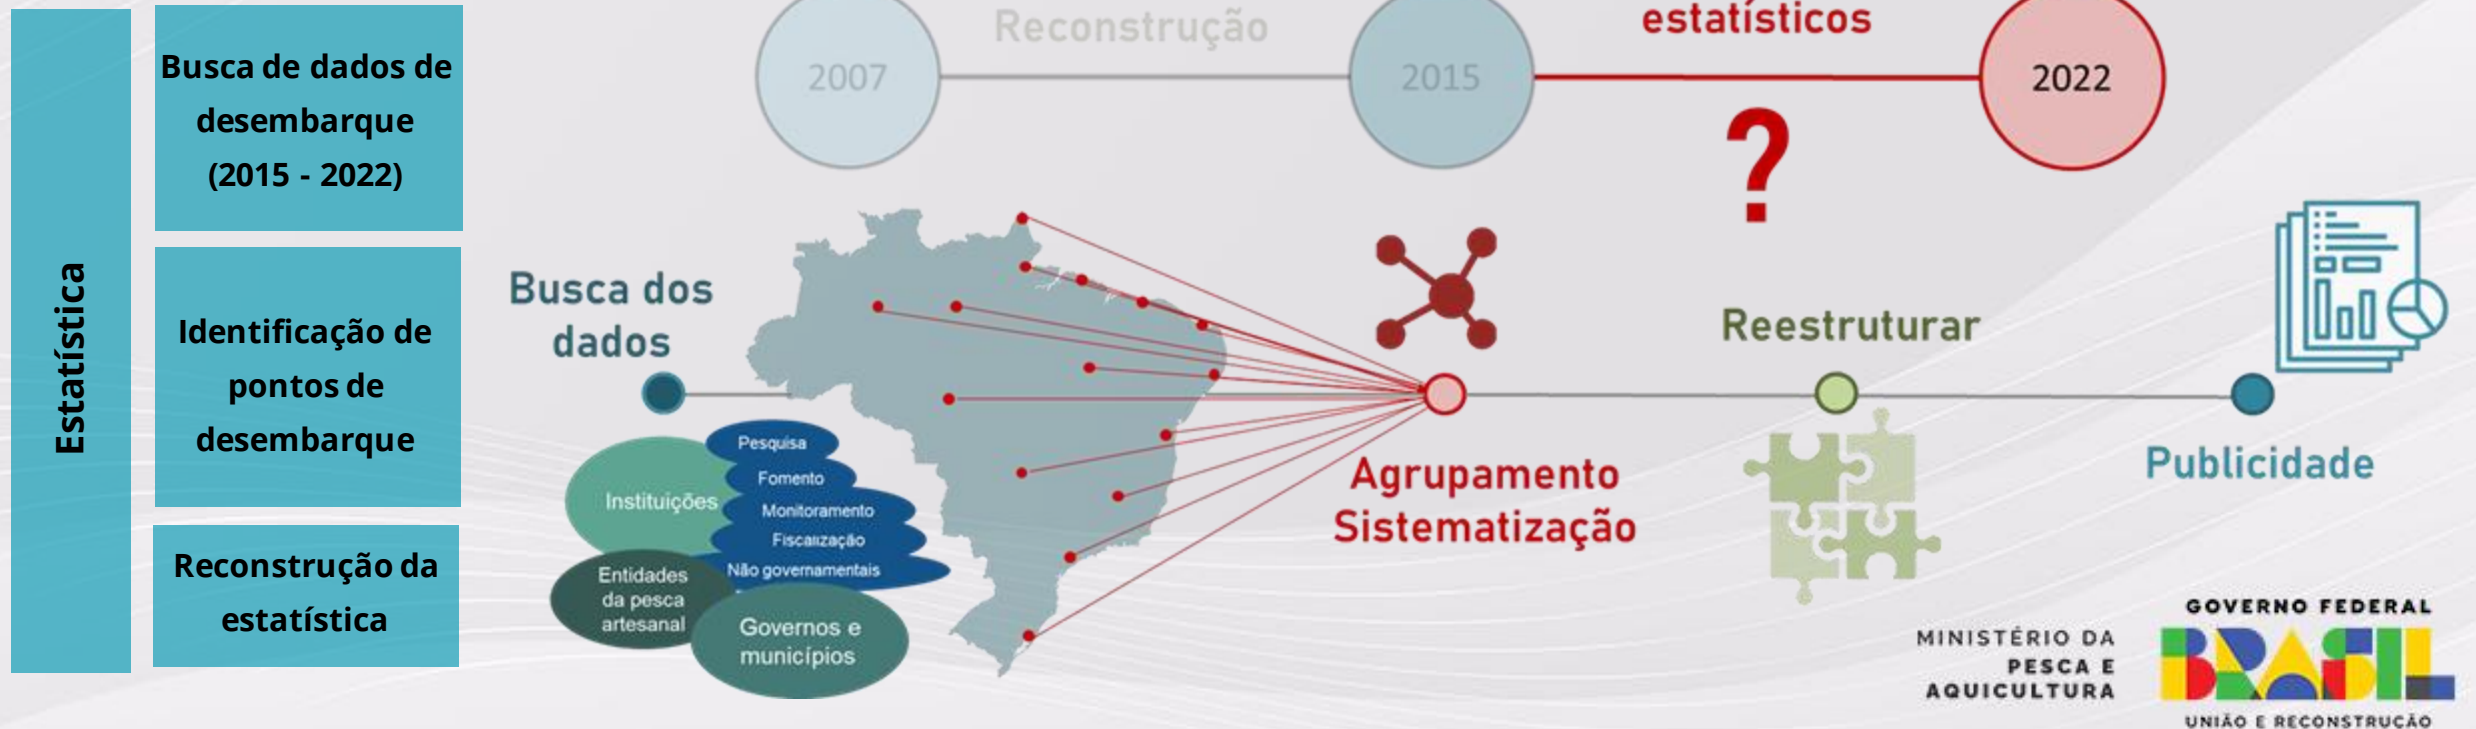 Estatística
Busca de dados de
desembarque
(2015 - 2022)
Identificação de
pontos de
desembarque
Reconstrução da
estatística
Reconstrução
estatísticos
2007
2015
2022
?
Busca dos
dados
Pesquisa
Fomento
Instituições
Monitoramento
Fiscalização
Não governamentais
Entidades
da pesca
artesanal
Governos e
municípios
Agrupamento
Sistematização
Reestruturar
Publicidade
MINISTÉRIO DA
PESCA E
AQUICULTURA
GOVERNO FEDERAL
BRASIL
UNIÃO E RECONSTRUÇÃO